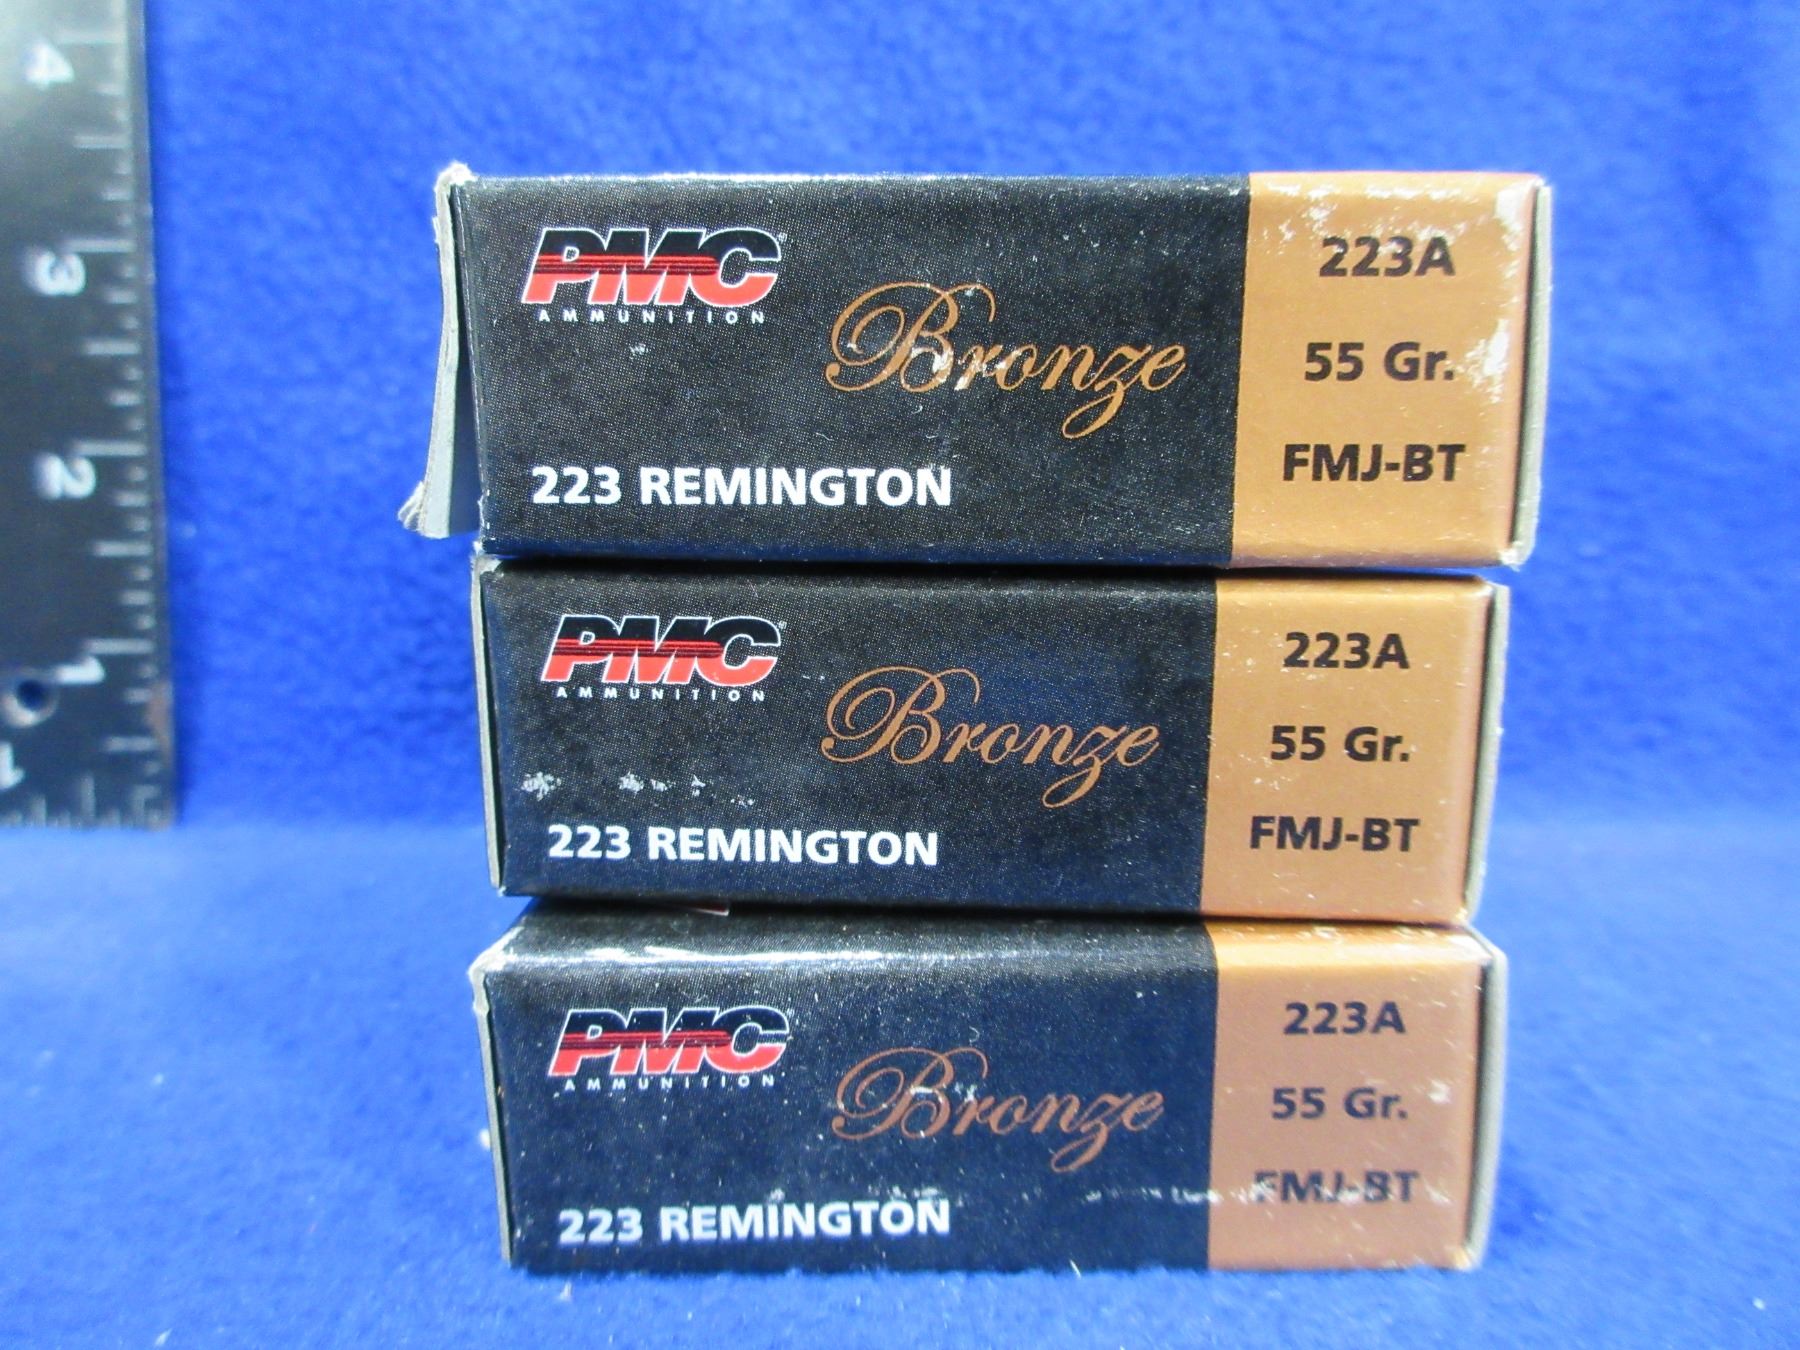 4
3
2
1
1
PMC®
AMMUNITION
Bronze
223 REMINGTON
223A
55 Gr.
FMJ-BT
PMC®
AMMUNITION
Bronze
223 REMINGTON
223A
55 Gr.
FMJ-BT
PMC
AMMUNITION
Bronze
223 REMINGTON
223A
55 Gr.
FMJ-BT